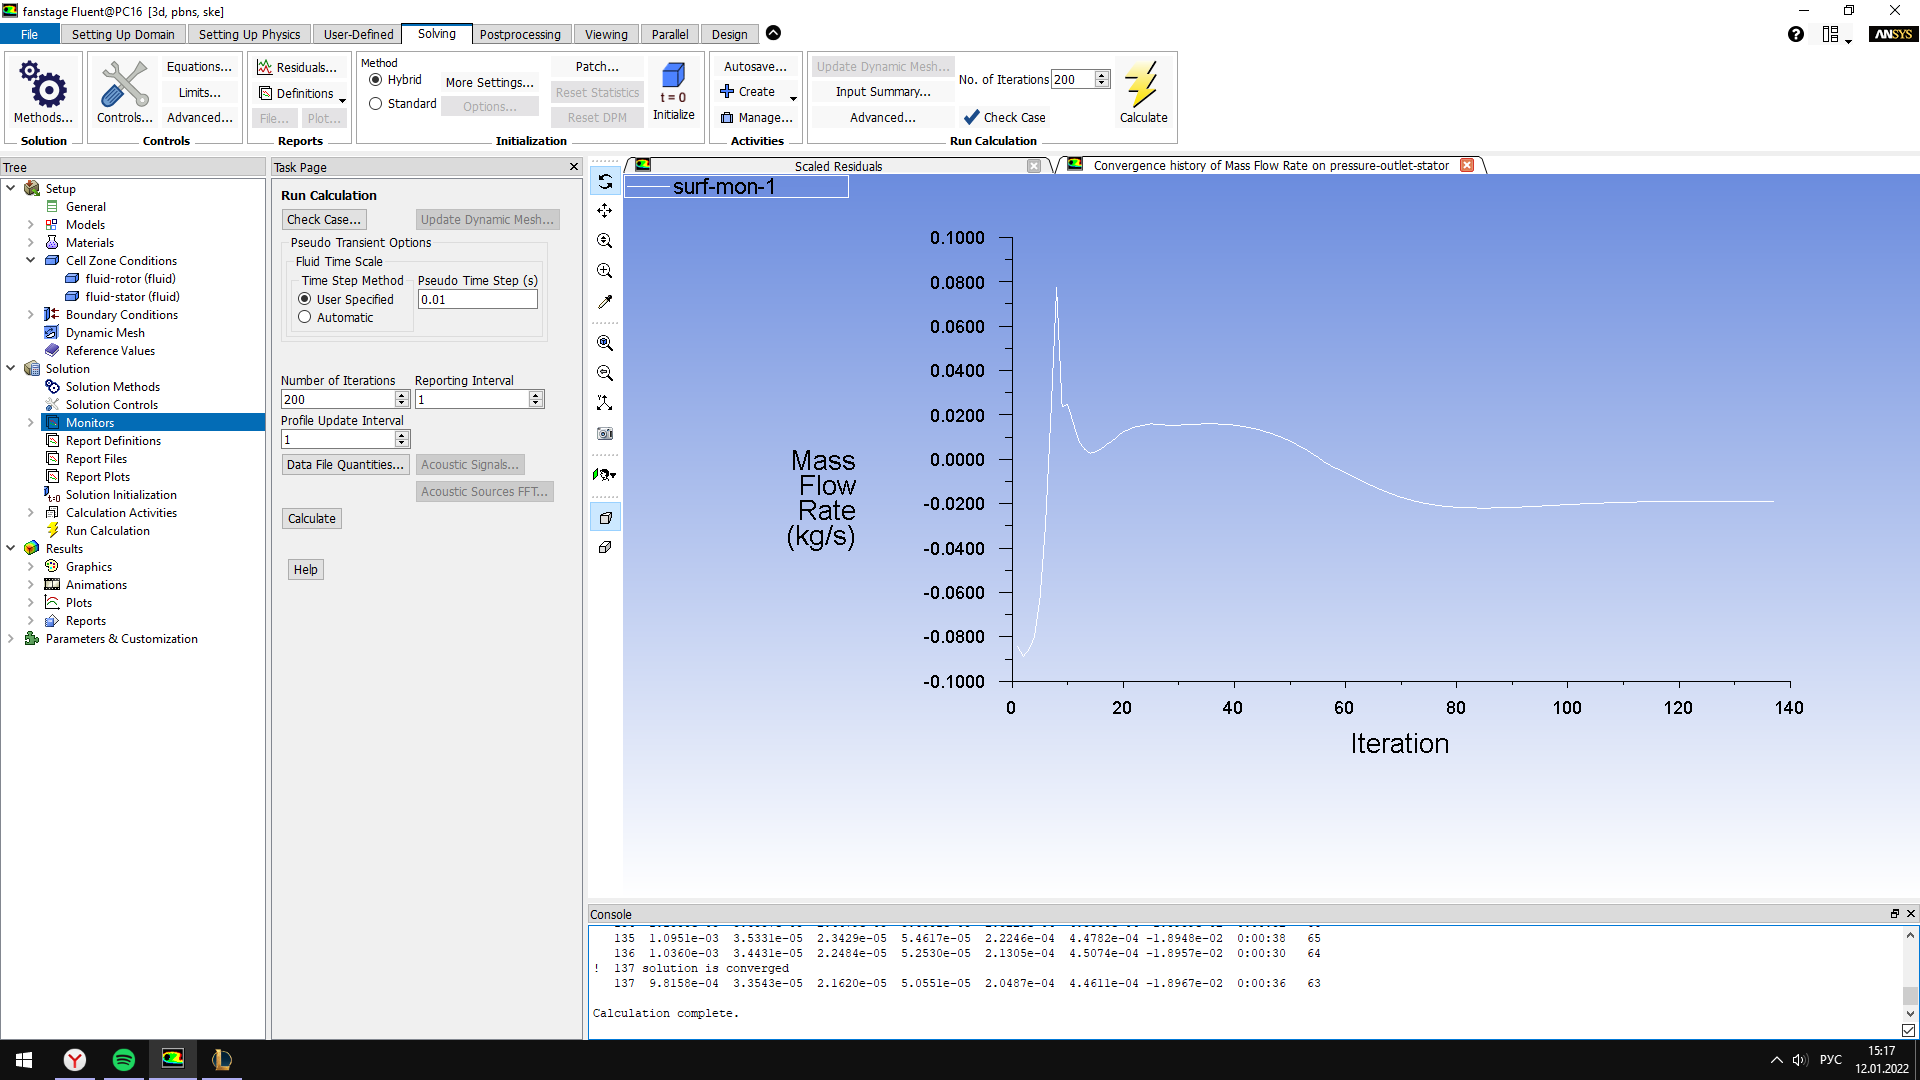 fanstage Fluent@PC16 [3d, pbns, ske]
File Setting Up Domain Setting Up Physics User-Defined Solving Postprocessing Viewing Parallel Design
ANSYS
Methods...
Solution
Controls...
Equations...
Limits...
Advanced...
Controls
Residuals...
Definitions
File... Plot...
Reports
Method
Hybrid
Standard
More Settings...
Options...
Patch...
Reset Statistics
Reset DPM
t = 0
Initialize
Initialization
Autosave...
Create
Manage...
Activities
Update Dynamic Mesh...
Input Summary...
Advanced...
No. of Iterations 200
Check Case
Calculate
Run Calculation
Tree
Setup
General
Models
Materials
Cell Zone Conditions
fluid-rotor (fluid)
fluid-stator (fluid)
Boundary Conditions
Dynamic Mesh
Reference Values
Solution
Solution Methods
Solution Controls
Monitors
Report Definitions
Report Files
Report Plots
Solution Initialization
Calculation Activities
Run Calculation
Results
Graphics
Animations
Plots
Reports
Parameters & Customization
Task Page
Run Calculation
Check Case... Update Dynamic Mesh...
Pseudo Transient Options
Fluid Time Scale
Time Step Method Pseudo Time Step (s)
User Specified 0.01
Automatic
Number of Iterations Reporting Interval
200 1
Profile Update Interval
1
Data File Quantities... Acoustic Signals...
Acoustic Sources FFT...
Calculate
Help
Scaled Residuals
Convergence history of Mass Flow Rate on pressure-outlet-stator
surf-mon-1
0.1000
0.0800
0.0600
0.0400
0.0200
0.0000
-0.0200
-0.0400
-0.0600
-0.0800
-0.1000
Mass
Flow
Rate
(kg/s)
0 20 40 60 80 100 120 140
Iteration
Console
135 1.0951e-03 3.5331e-05 2.3429e-05 5.4617e-05 2.2246e-04 4.4782e-04 -1.8948e-02 0:00:38 65
136 1.0360e-03 3.4431e-05 2.2484e-05 5.2530e-05 2.1305e-04 4.5074e-04 -1.8957e-02 0:00:30 64
! 137 solution is converged
137 9.8158e-04 3.3543e-05 2.1620e-05 5.0551e-05 2.0487e-04 4.4611e-04 -1.8967e-02 0:00:36 63
Calculation complete.
РУС
15:17
12.01.2022